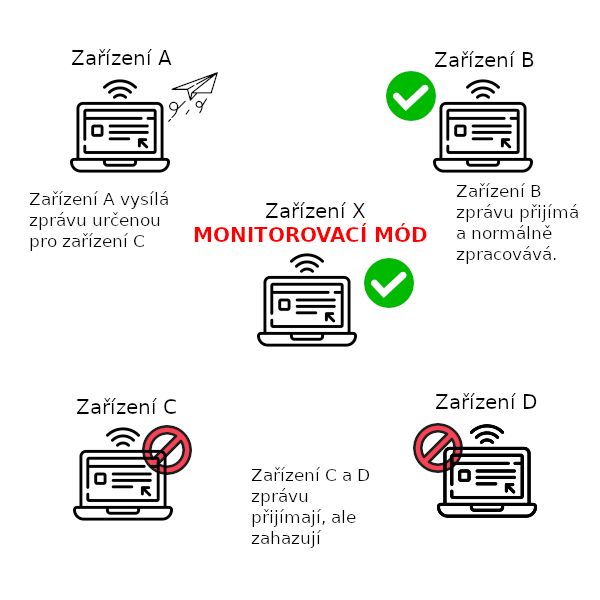 Zařízení A
Zařízení B
Zařízení A vysílá
zprávu určenou
pro zařízení C
Zařízení B
zprávu přijímá
a normálně
zpracovává.
Zařízení X
MONITOROVACÍ MÓD
Zařízení C
Zařízení D
Zařízení C a D
zprávu
přijímají, ale
zahazují